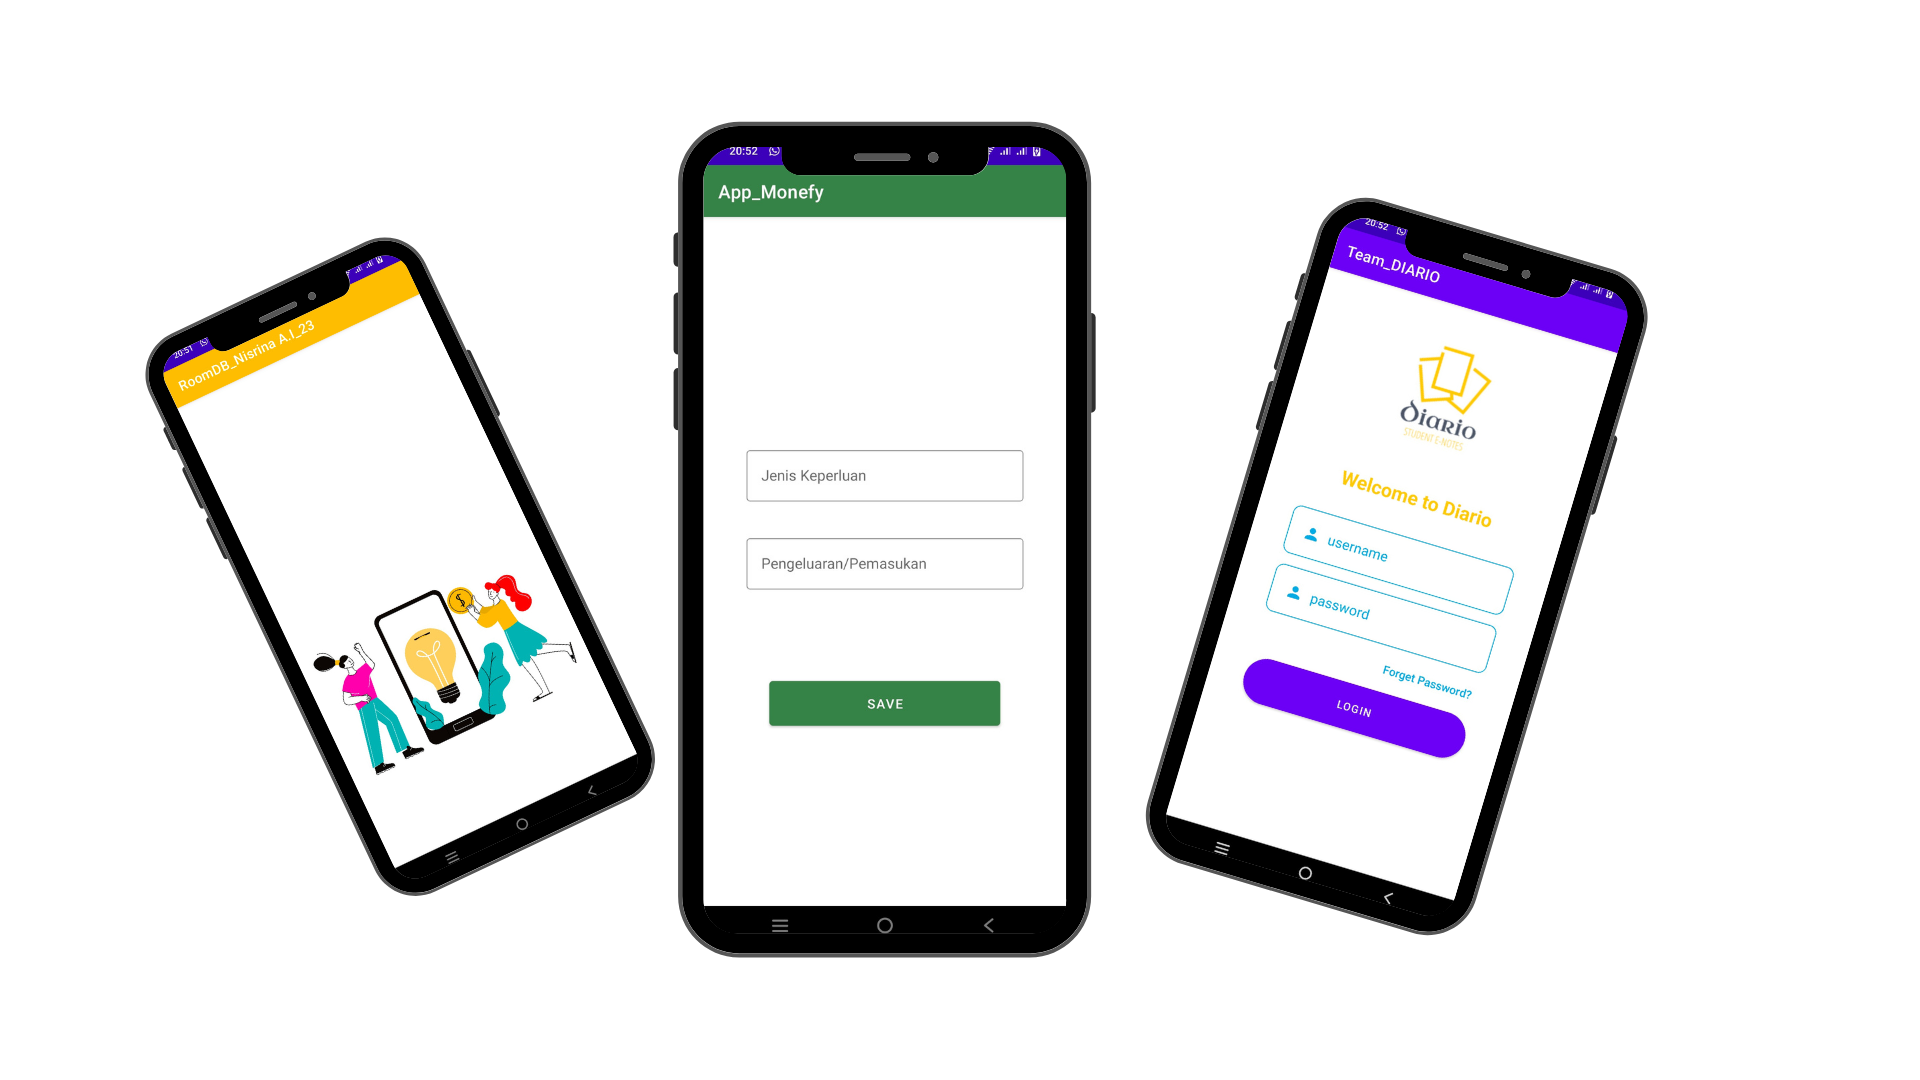 20:51
RoomDB_Nisrina A.I_23
20:52
App_Monefy
Jenis Keperluan
Pengeluaran/Pemasukan
SAVE
20:52
Team_DIARIO
Diario
STUDENT E-NOTES
Welcome to Diario
username
password
Forget Password?
LOGIN